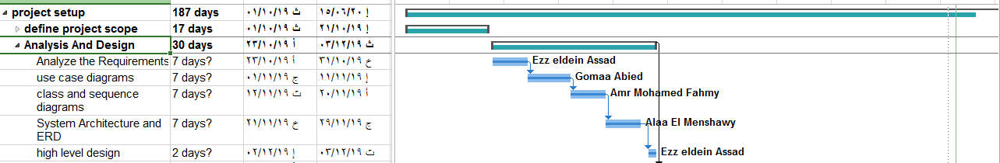 project setup 187 days ث ٠١/١٠/١٩ إ ١٥/٠٦/٢٠
define project scope 17 days ث ٠١/١٠/١٩ إ ٢١/١٠/١٩
Analysis And Design 30 days أ ٢٣/١٠/١٩ ث ٠٣/١٢/١٩
Analyze the Requirements 7 days? أ ٢٣/١٠/١٩ خ ٣١/١٠/١٩ Ezz eldein Assad
use case diagrams 7 days? ج ٠١/١١/١٩ إ ١١/١١/١٩ Gomaa Abied
class and sequence 7 days? ث ١٢/١١/١٩ أ ٢٠/١١/١٩ Amr Mohamed Fahmy
diagrams
System Architecture and 7 days? خ ٢١/١١/١٩ ج ٢٩/١١/١٩ Alaa El Menshawy
ERD
high level design 2 days? إ ٠٢/١٢/١٩ ث ٠٣/١٢/١٩ Ezz eldein Assad